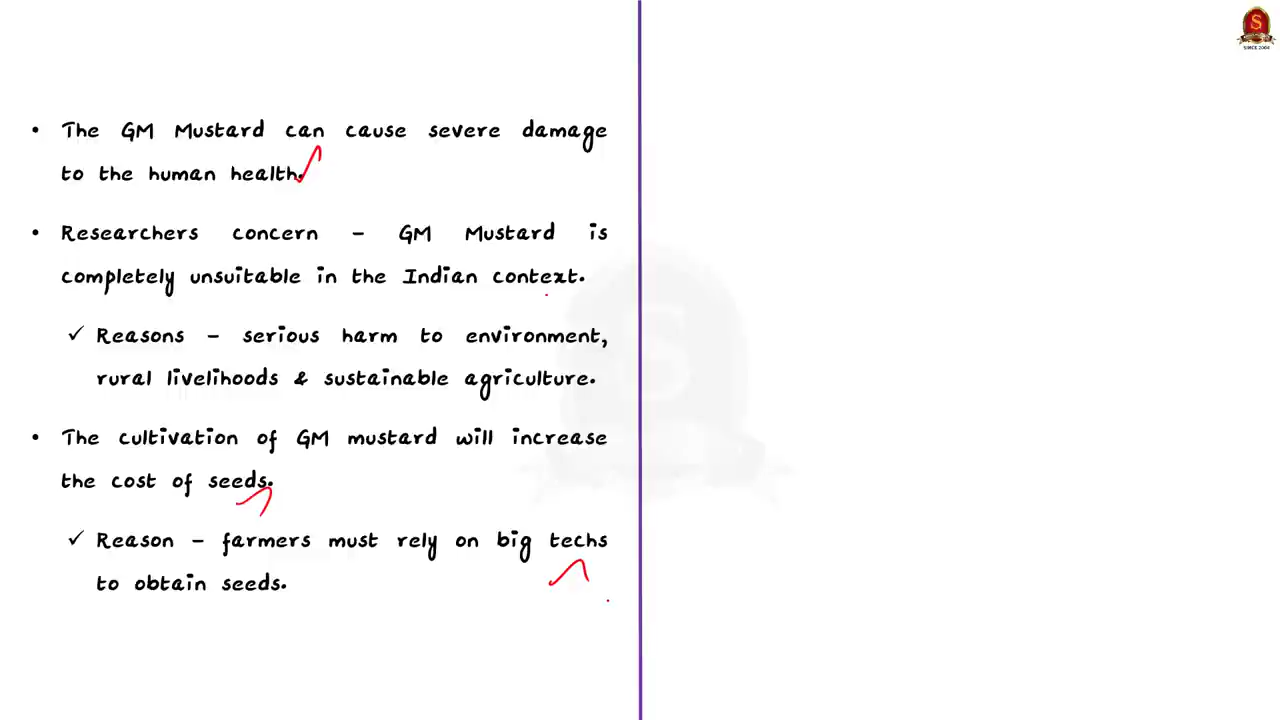 • The GM Mustard can cause severe damage
to the human health.
• Researchers concern - GM Mustard is
completely unsuitable in the Indian context.
✓ Reasons - serious harm to environment,
rural livelihoods & sustainable agriculture.
• The cultivation of GM mustard will increase
the cost of seeds.
✓ Reason - farmers must rely on big techs
to obtain seeds.
S
SINCE 2004